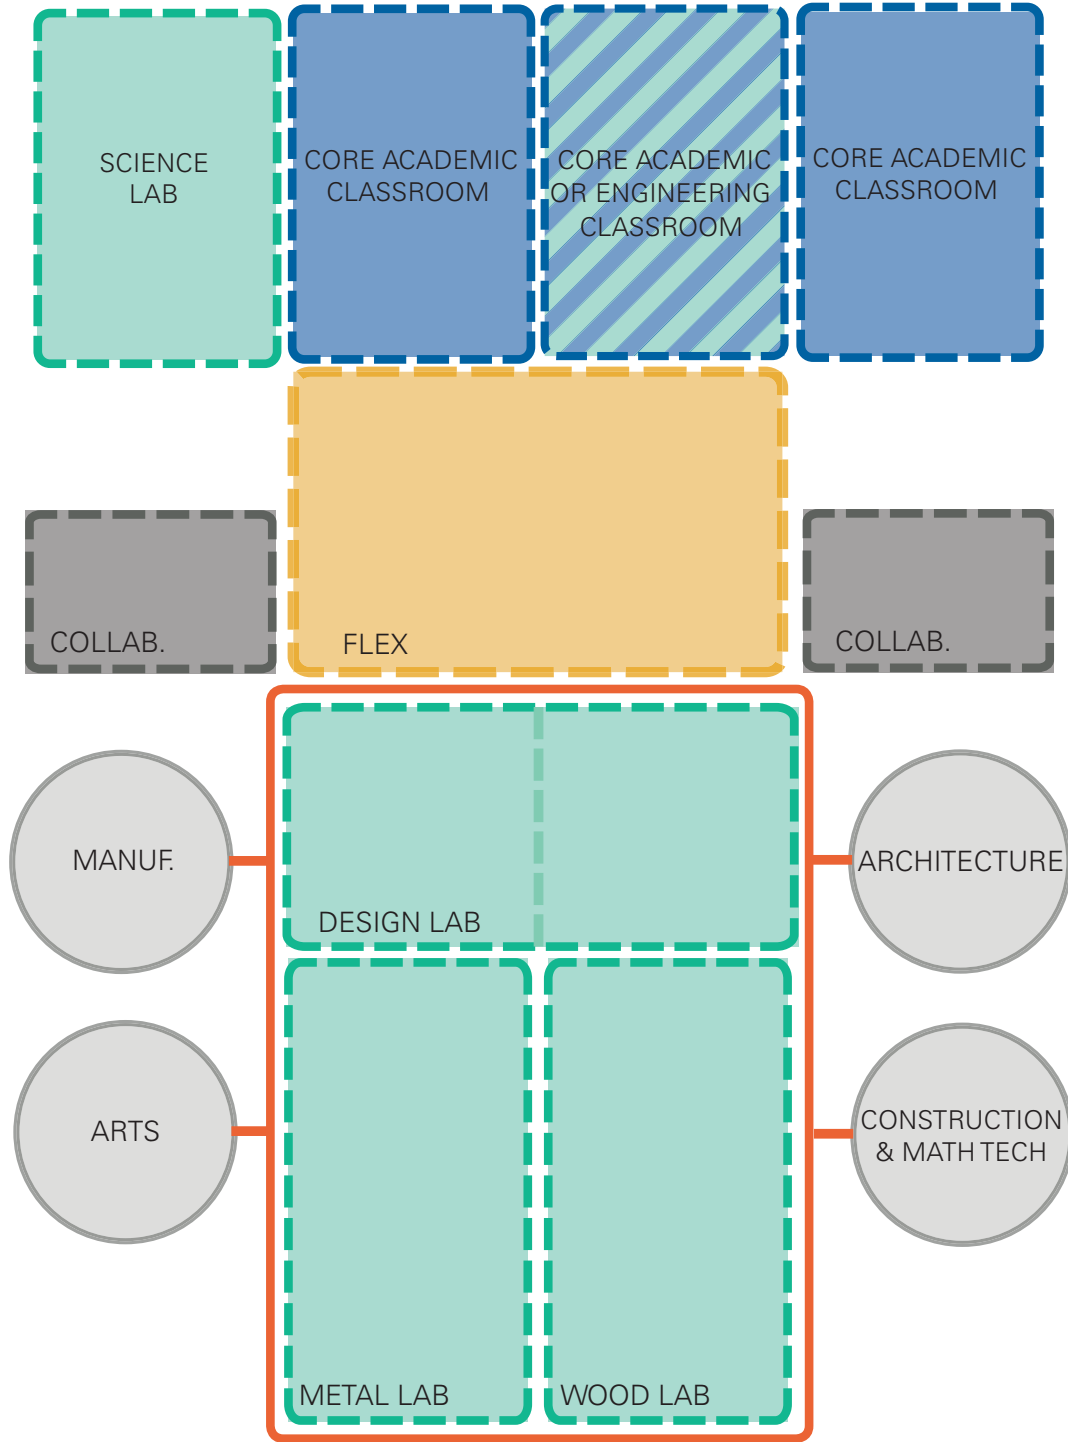 SCIENCE
LAB
CORE ACADEMIC
CLASSROOM
CORE ACADEMIC
OR ENGINEERING
CLASSROOM
CORE ACADEMIC
CLASSROOM
COLLAB.
FLEX
COLLAB.
MANUF.
DESIGN LAB
ARCHITECTURE
ARTS
CONSTRUCTION
& MATH TECH
METAL LAB
WOOD LAB